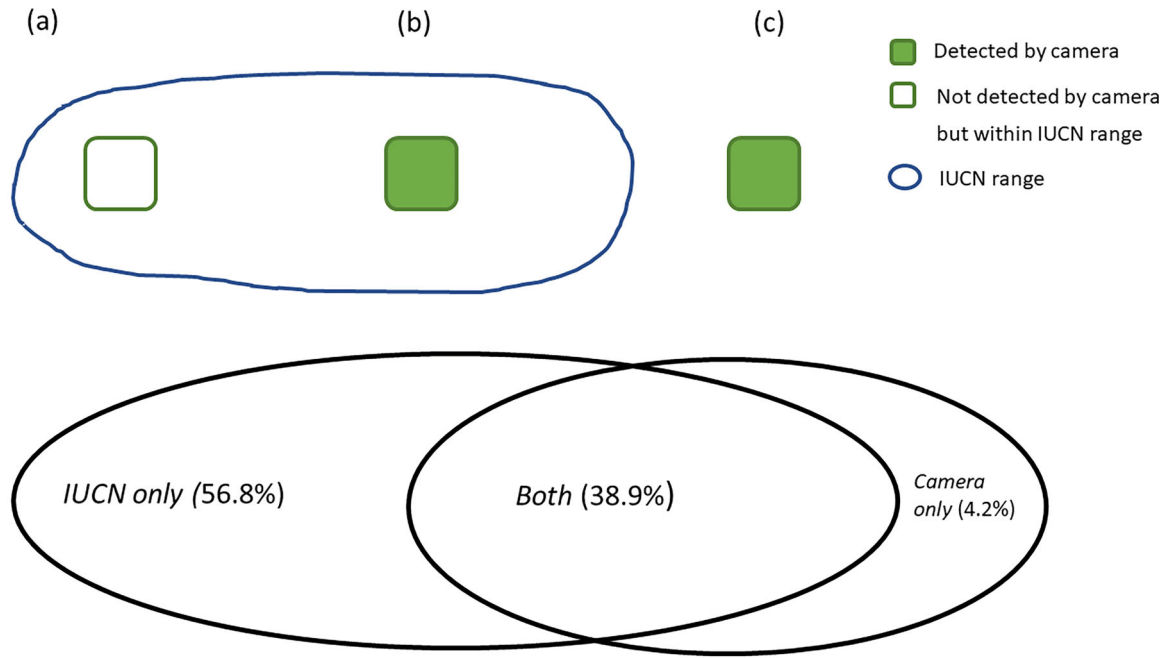 (a)
(b)
(c)
Detected by camera
Not detected by camera
but within IUCN range
IUCN range
IUCN only (56.8%)
Both (38.9%)
Camera
only (4.2%)